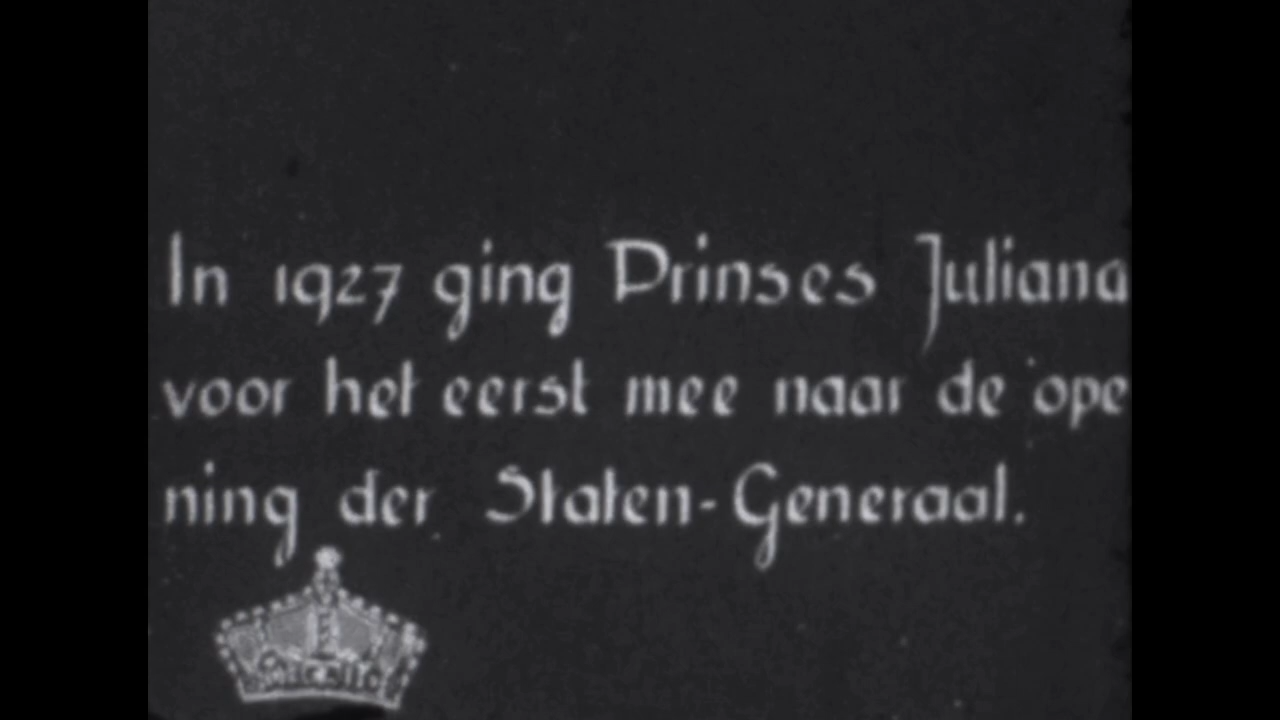 In 1927 ging Prinses Juliana
voor het eerst mee naar de ope
ning der Staten-Generaal.